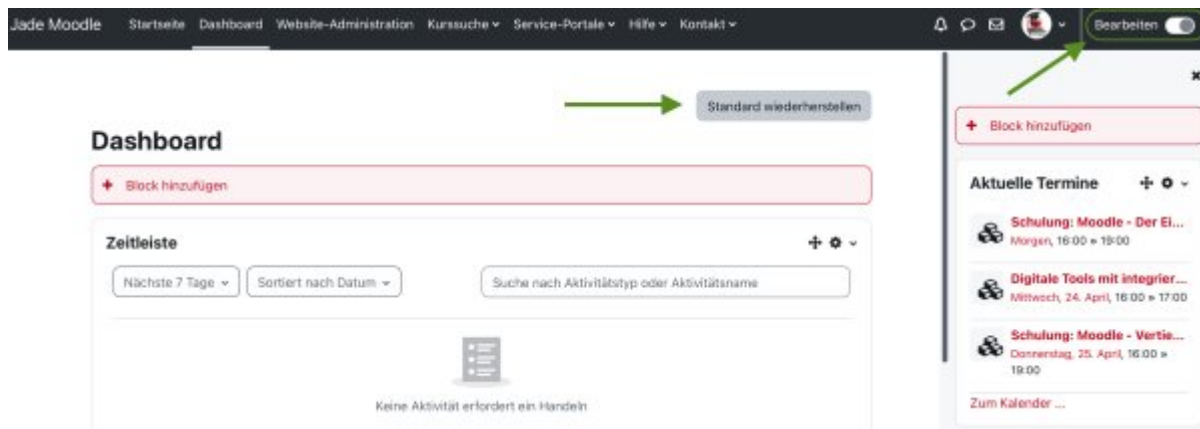 Jade Moodle Startseite Dashboard Website-Administration Kurssuche Service-Portale Hilfe Kontakt Bearbeiten
Standard wiederherstellen
Dashboard
+ Block hinzufügen
Zeitleiste
Nächste 7 Tage Sortiert nach Datum Suche nach Aktivitätstyp oder Aktivitätsname
Keine Aktivität erfordert ein Handeln
+ Block hinzufügen
Aktuelle Termine
Schulung: Moodle - Der Ei...
Morgen, 16:00 » 19:00
Digitale Tools mit integrier...
Mittwoch, 24. April, 16:00 » 17:00
Schulung: Moodle - Vertie...
Donnerstag, 25. April, 16:00 »
19:00
Zum Kalender ...